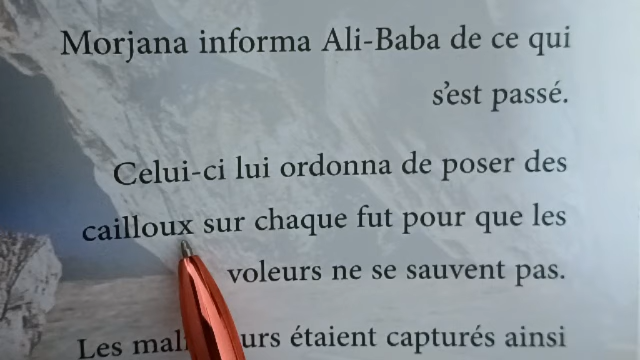 Morjana informa Ali-Baba de ce qui
s'est passé.
Celui-ci lui ordonna de poser des
cailloux sur chaque fut pour que les
voleurs ne se sauvent pas.
Les étaient capturés ainsi